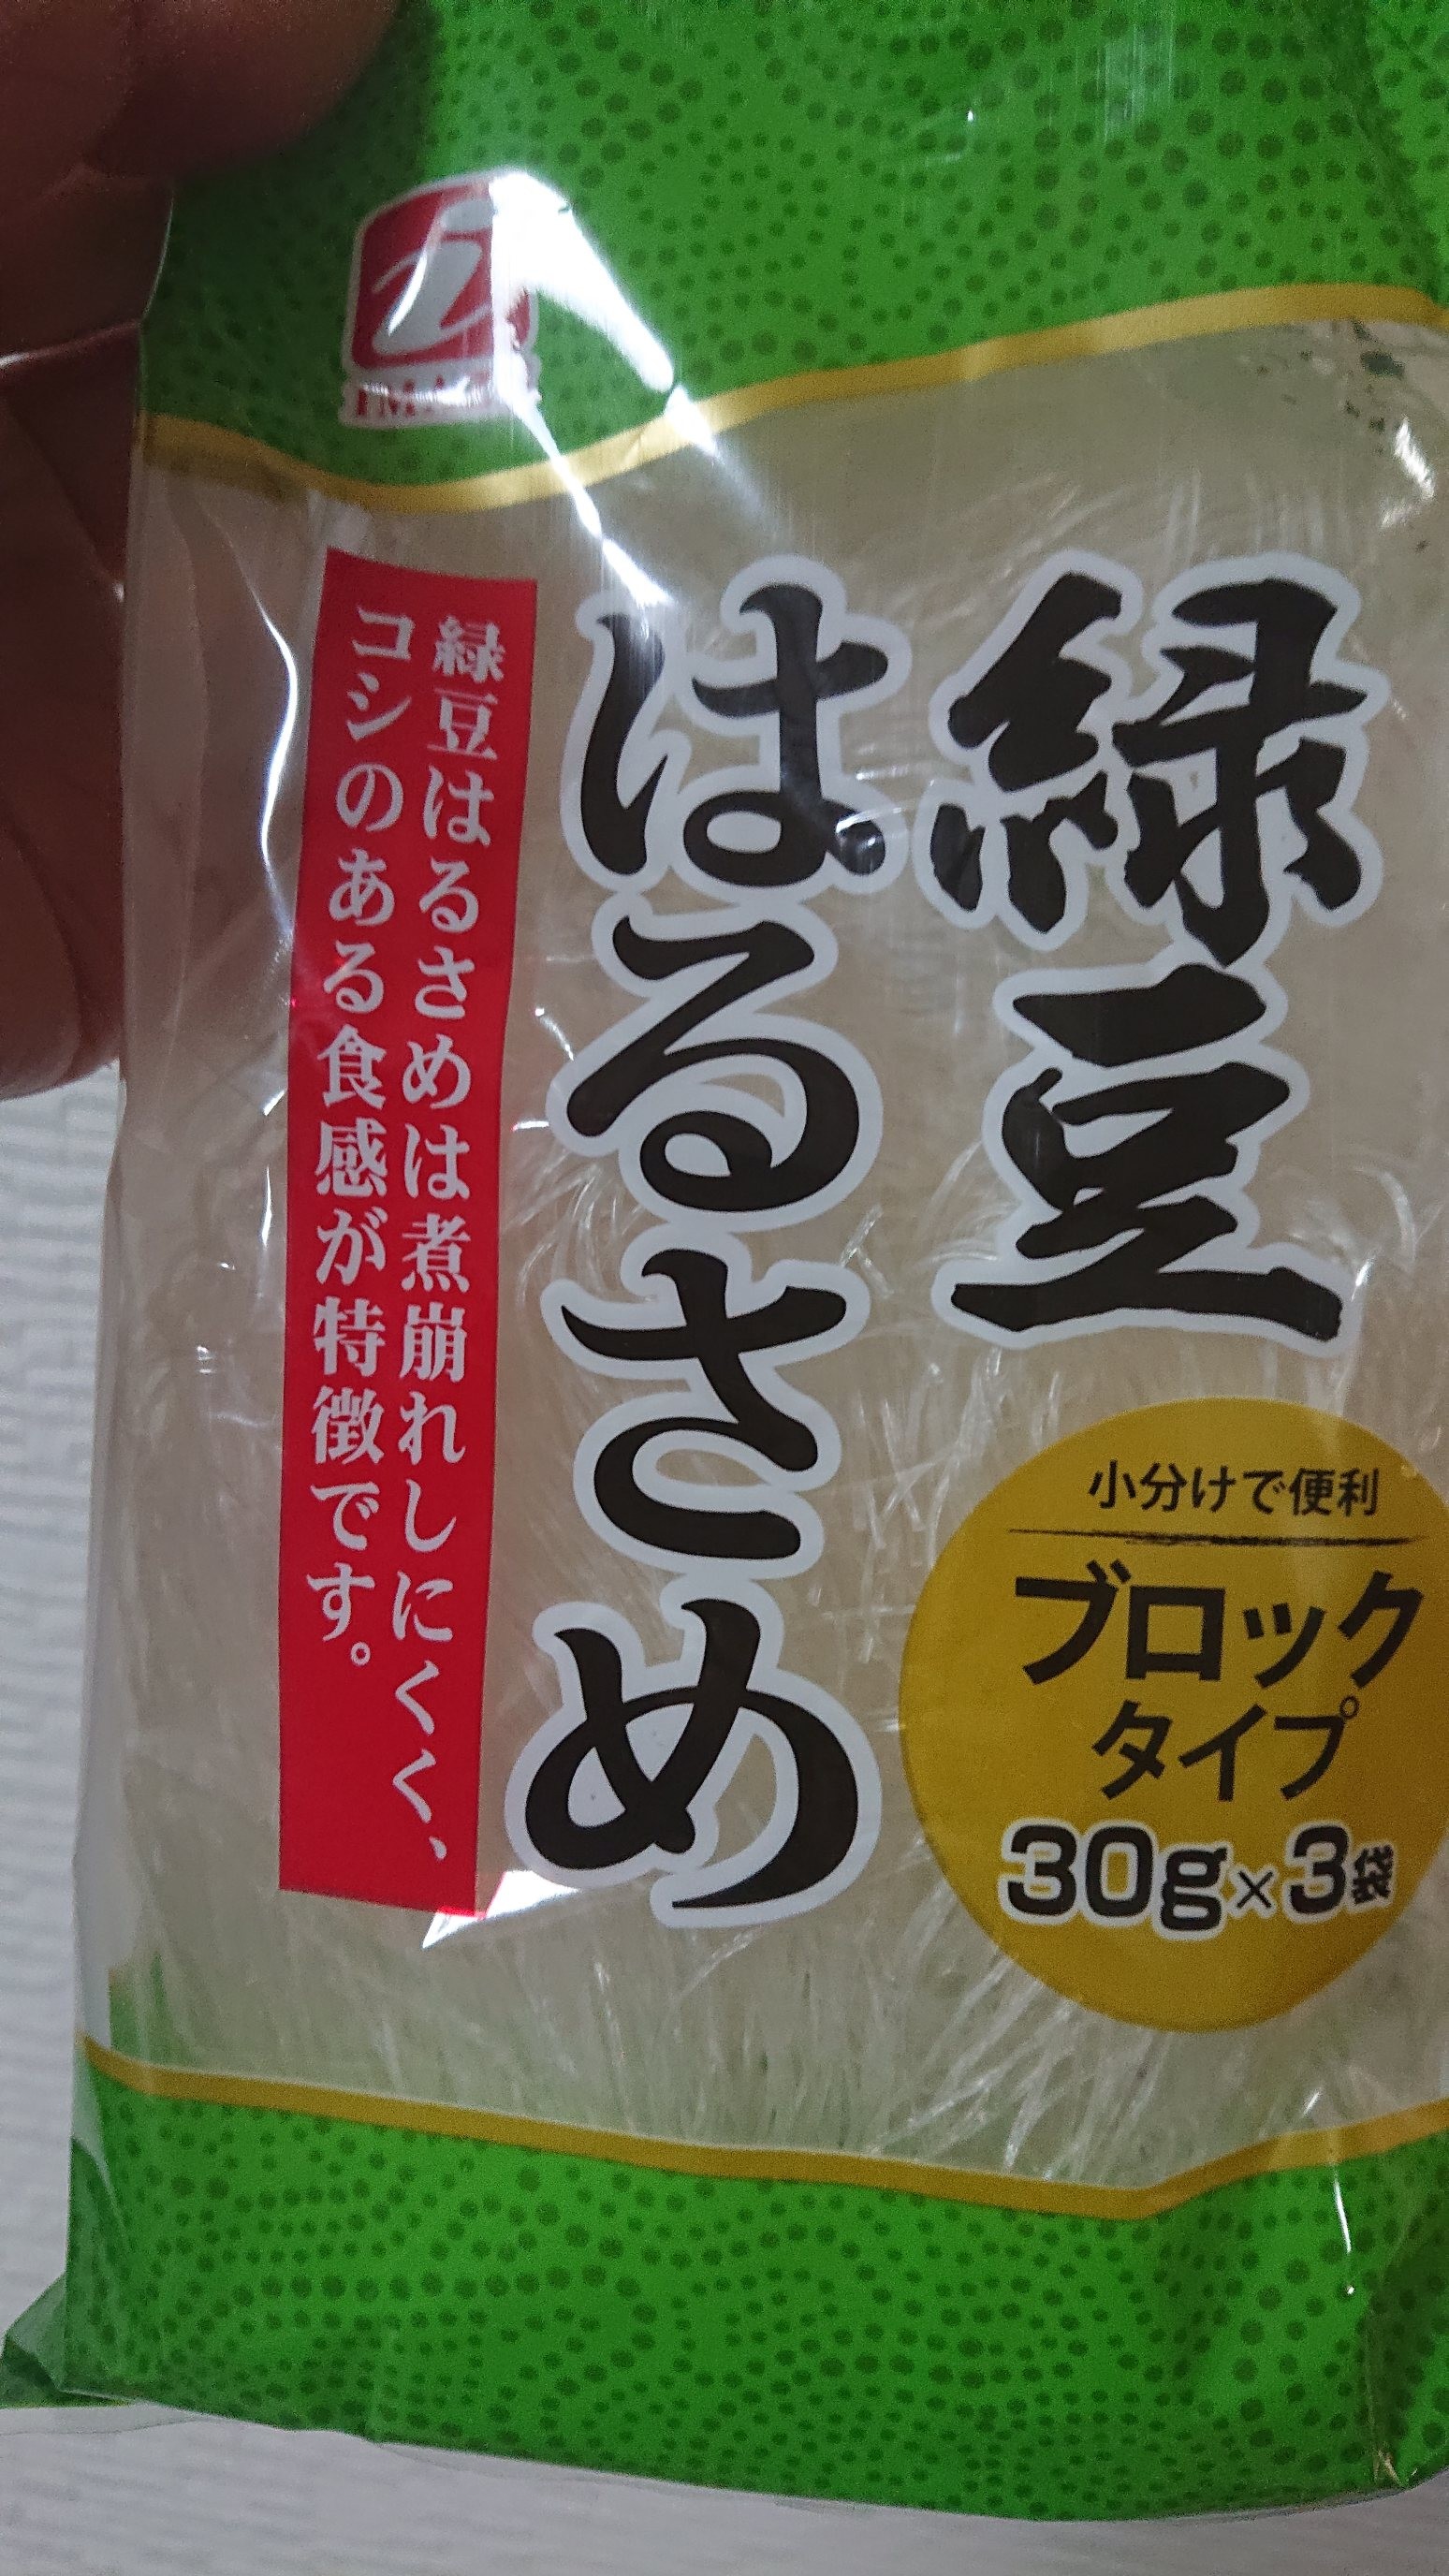 緑豆
はるさめ
緑豆はるさめは煮崩れしにくく、
コシのある食感が特徴です。
小分けで便利
ブロック
タイプ
30g×3袋